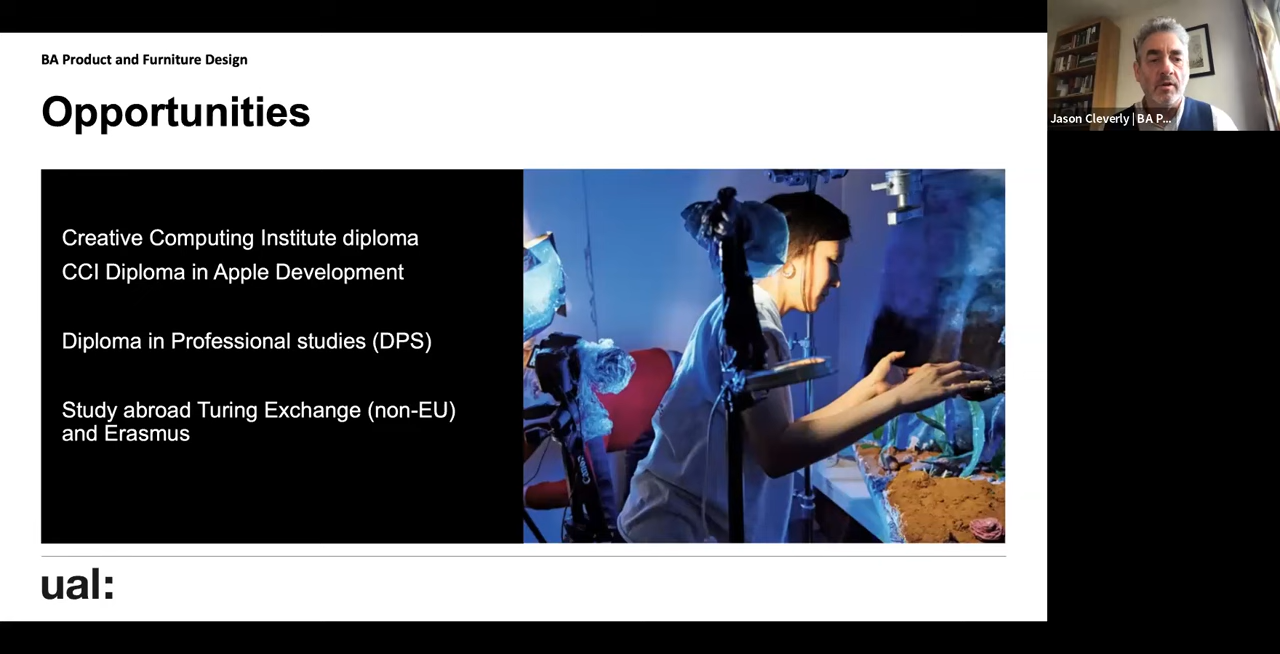 BA Product and Furniture Design
Opportunities
Creative Computing Institute diploma
CCI Diploma in Apple Development
Diploma in Professional studies (DPS)
Study abroad Turing Exchange (non-EU)
and Erasmus
ual:
Jason Cleverly | BA P...
Canon